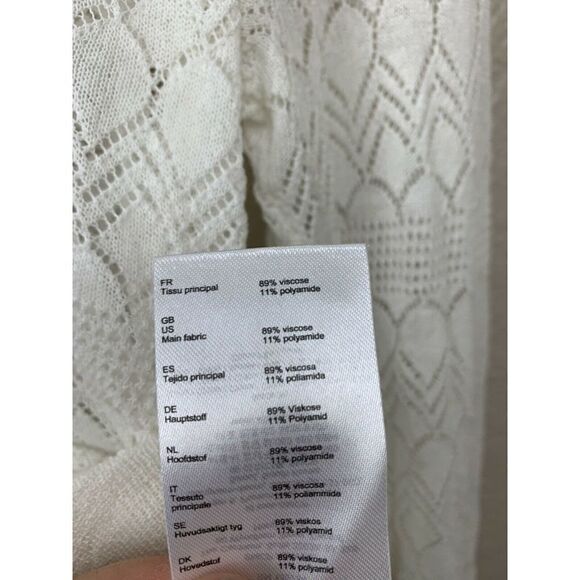 FR
Tissu principal 89% viscose
11% polyamide
GB
US 89% viscose
Main fabric 11% polyamide
ES 89% viscosa
Tejido principal 11% poliamida
DE 89% Viskose
Hauptstoff 11% Polyamid
NL 89% viscose
Hoofdstof 11% polyamide
IT 89% viscosa
Tessuto 11% poliammide
principale
SE 89% viskos
Huvudsakligt tyg 11% polyamid
DK 89% viscose
Hovedstof 11% polyamide